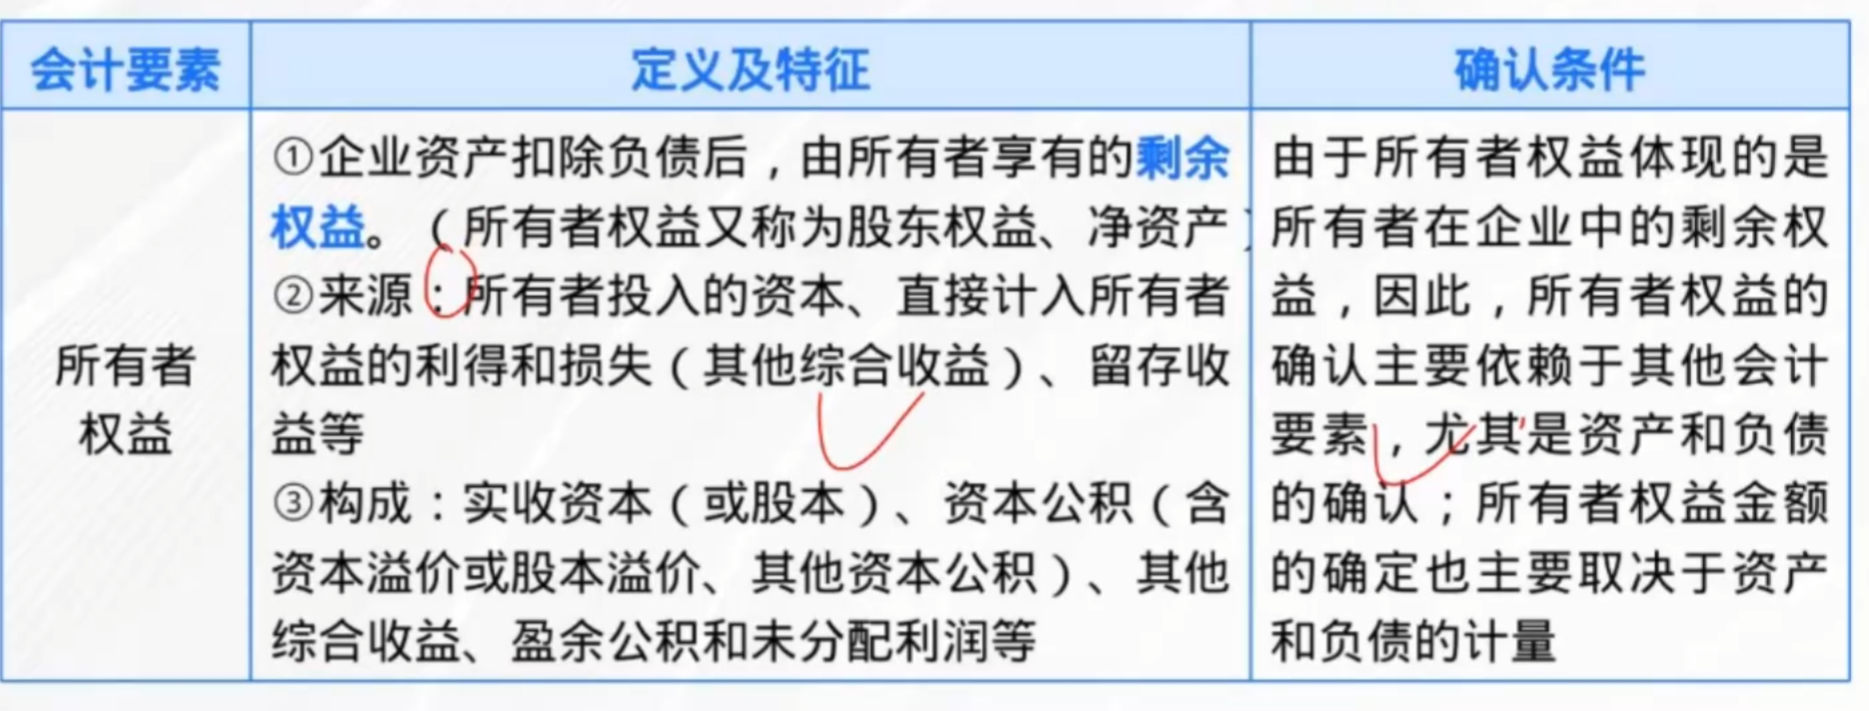 会计要素
定义及特征
确认条件
所有者
权益
①企业资产扣除负债后，由所有者享有的剩余
权益。（所有者权益又称为股东权益、净资产）
②来源：所有者投入的资本、直接计入所有者
权益的利得和损失（其他综合收益）、留存收
益等
③构成：实收资本（或股本）、资本公积（含
资本溢价或股本溢价、其他资本公积）、其他
综合收益、盈余公积和未分配利润等
由于所有者权益体现的是
所有者在企业中的剩余权
益，因此，所有者权益的
确认主要依赖于其他会计
要素，尤其是资产和负债
的确认；所有者权益金额
的确定也主要取决于资产
和负债的计量